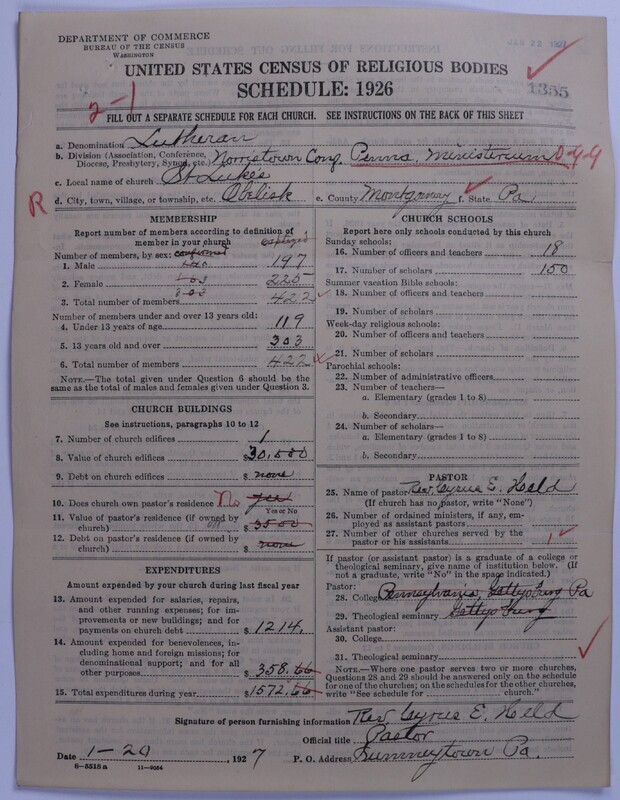 DEPARTMENT OF COMMERCE
BUREAU OF THE CENSUS
WASHINGTON
UNITED STATES CENSUS OF RELIGIOUS BODIES
SCHEDULE: 1926
1355
2-1
FILL OUT A SEPARATE SCHEDULE FOR EACH CHURCH. SEE INSTRUCTIONS ON THE BACK OF THIS SHEET
a. Denomination Lutheran
b. Division (Association, Conference, Diocese, Presbytery, Synod, etc.) Norristown Conf. Penna. Ministerium 0-4-9
c. Local name of church St Luke's
R
d. City, town, village, or township, etc. Obelisk e. County Montgomery f. State Pa
MEMBERSHIP
Report number of members according to definition of member in your church
baptized
Number of members, by sex: confirmed
1. Male 197
2. Female 225
303
3. Total number of members 422
Number of members under and over 13 years old:
4. Under 13 years of age 119
5. 13 years old and over 303
6. Total number of members 422
NOTE.—The total given under Question 6 should be the same as the total of males and females given under Question 3.
CHURCH BUILDINGS
See instructions, paragraphs 10 to 12
7. Number of church edifices 1
8. Value of church edifices $30,500
9. Debt on church edifices $ none
10. Does church own pastor's residence No yes
Yes or No
11. Value of pastor's residence (if owned by church) $3500
12. Debt on pastor's residence (if owned by church) $ none
EXPENDITURES
Amount expended by your church during last fiscal year
13. Amount expended for salaries, repairs, and other running expenses; for improvements or new buildings; and for payments on church debt $1214.
14. Amount expended for benevolences, including home and foreign missions; for denominational support; and for all other purposes $358.66
15. Total expenditures during year $1572.66
CHURCH SCHOOLS
Report here only schools conducted by this church
Sunday schools:
16. Number of officers and teachers 18
17. Number of scholars 150
Summer vacation Bible schools:
18. Number of officers and teachers
19. Number of scholars
Week-day religious schools:
20. Number of officers and teachers
21. Number of scholars
Parochial schools:
22. Number of administrative officers
23. Number of teachers—
a. Elementary (grades 1 to 8)
b. Secondary
24. Number of scholars—
a. Elementary (grades 1 to 8)
b. Secondary
PASTOR
25. Name of pastor Rev. Cyrus E. Held
(If church has no pastor, write "None")
26. Number of ordained ministers, if any, employed as assistant pastors
27. Number of other churches served by the pastor or his assistants 1
If pastor (or assistant pastor) is a graduate of a college or theological seminary, give name of institution below. (If not a graduate, write "No" in the space indicated.)
Pastor:
28. College Pennsylvania, Gettysburg Pa
29. Theological seminary Gettysburg
Assistant pastor:
30. College
31. Theological seminary
NOTE.—Where one pastor serves two or more churches, Questions 28 and 29 should be answered only on the schedule for one of the churches; on the schedules for the other churches, write "See schedule for church."
Signature of person furnishing information Rev. Cyrus E. Held
Official title Pastor
Date 1-20, 1927 P. O. Address Sumneytown Pa.
8-5318a 11-9054